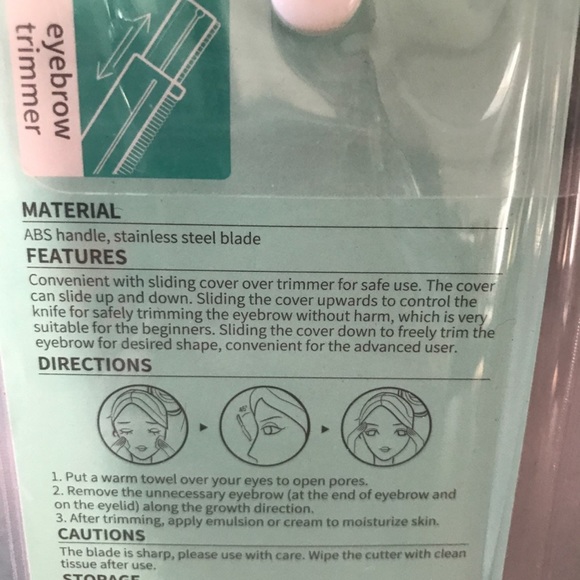 eyebrow
trimmer
MATERIAL
ABS handle, stainless steel blade
FEATURES
Convenient with sliding cover over trimmer for safe use. The cover
can slide up and down. Sliding the cover upwards to control the
knife for safely trimming the eyebrow without harm, which is very
suitable for the beginners. Sliding the cover down to freely trim the
eyebrow for desired shape, convenient for the advanced user.
DIRECTIONS
1. Put a warm towel over your eyes to open pores.
2. Remove the unnecessary eyebrow (at the end of eyebrow and
on the eyelid) along the growth direction.
3. After trimming, apply emulsion or cream to moisturize skin.
CAUTIONS
The blade is sharp, please use with care. Wipe the cutter with clean
tissue after use.
STORAGE